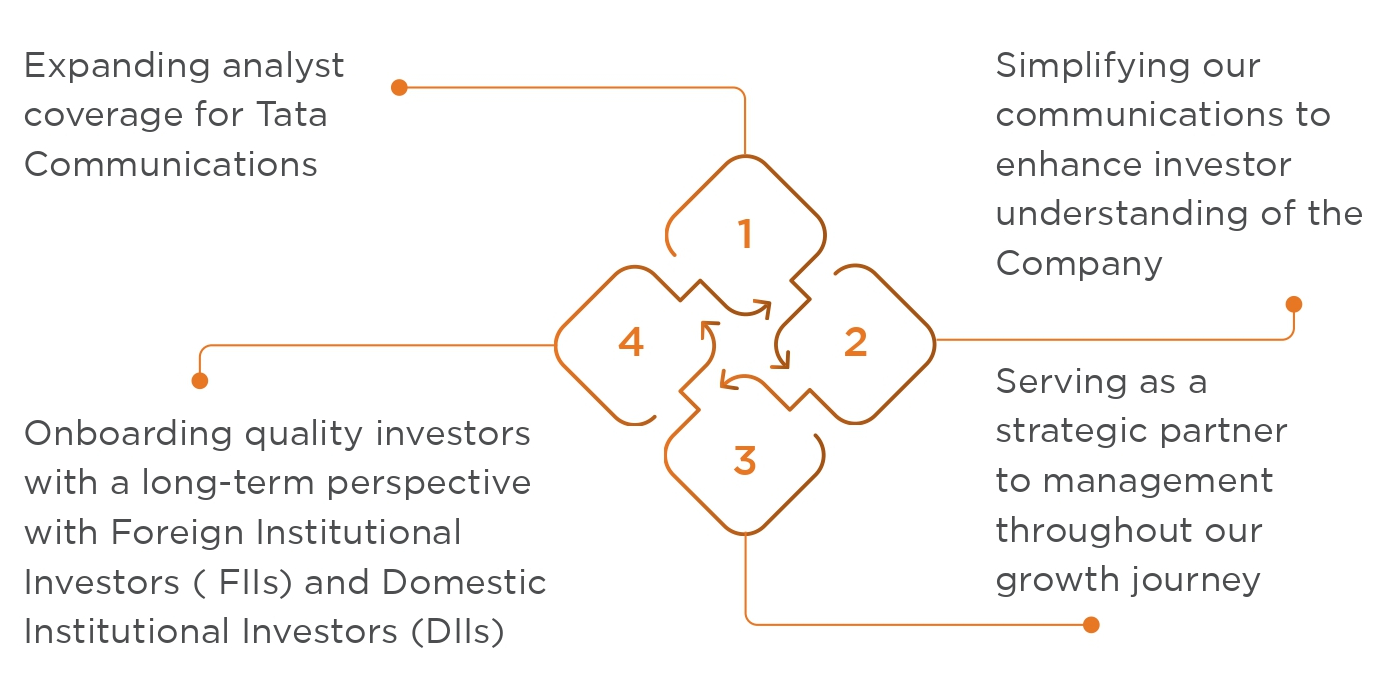 Expanding analyst
coverage for Tata
Communications
1
Simplifying our
communications to
enhance investor
understanding of the
Company
2
Serving as a
strategic partner
to management
throughout our
growth journey
3
Onboarding quality investors
with a long-term perspective
with Foreign Institutional
Investors ( FIIs) and Domestic
Institutional Investors (DIIs)
4